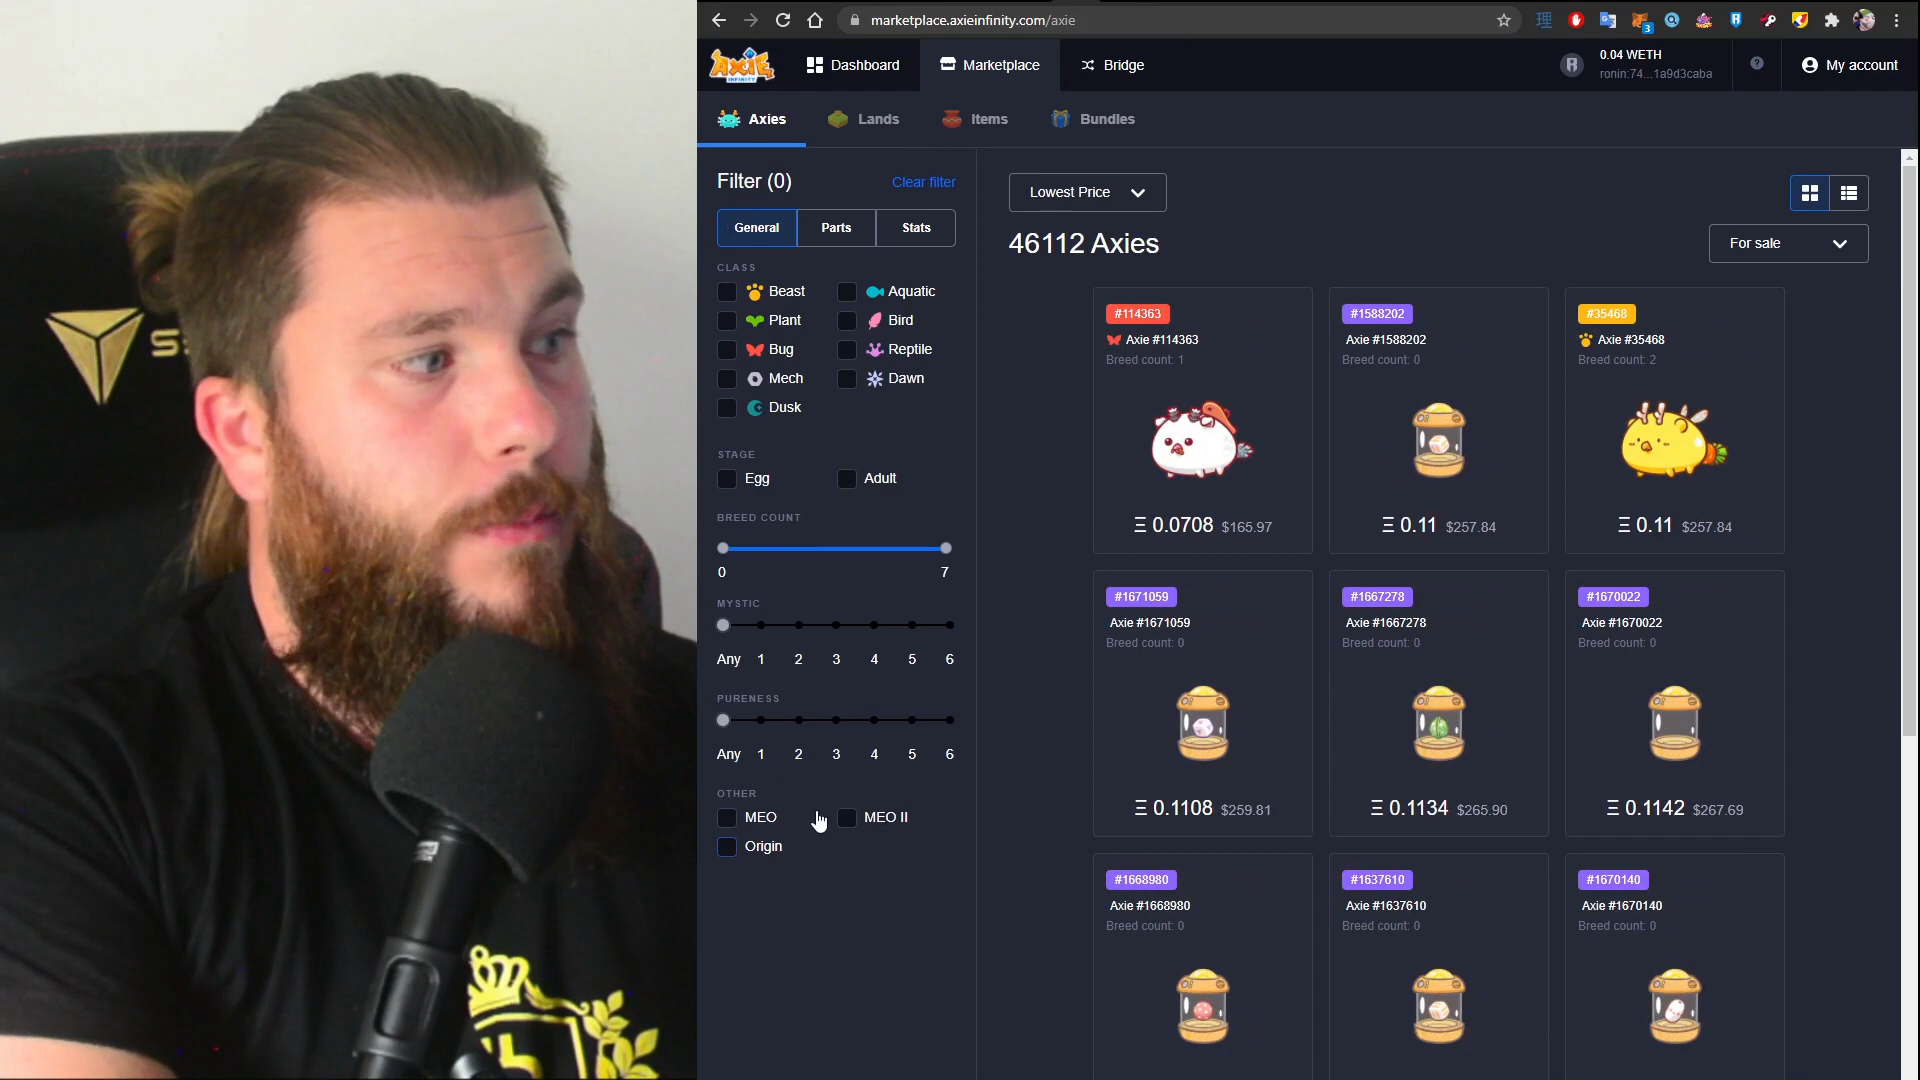 marketplace.axieinfinity.com/axie
3
AXIE
INFINITY
Dashboard
Marketplace
Bridge
0.04 WETH
ronin:74...1a9d3caba
My account
Axies
Lands
Items
Bundles
Filter (0)
Clear filter
General
Parts
Stats
CLASS
Beast
Aquatic
Plant
Bird
Bug
Reptile
Mech
Dawn
Dusk
STAGE
Egg
Adult
BREED COUNT
0
7
MYSTIC
Any 1 2 3 4 5 6
PURENESS
Any 1 2 3 4 5 6
OTHER
MEO
MEO II
Origin
Lowest Price
46112 Axies
For sale
#114363
Axie #114363
Breed count: 1
Ξ 0.0708 $165.97
#1588202
Axie #1588202
Breed count: 0
Ξ 0.11 $257.84
#35468
Axie #35468
Breed count: 2
Ξ 0.11 $257.84
#1671059
Axie #1671059
Breed count: 0
Ξ 0.1108 $259.81
#1667278
Axie #1667278
Breed count: 0
Ξ 0.1134 $265.90
#1670022
Axie #1670022
Breed count: 0
Ξ 0.1142 $267.69
#1668980
Axie #1668980
Breed count: 0
#1637610
Axie #1637610
Breed count: 0
#1670140
Axie #1670140
Breed count: 0